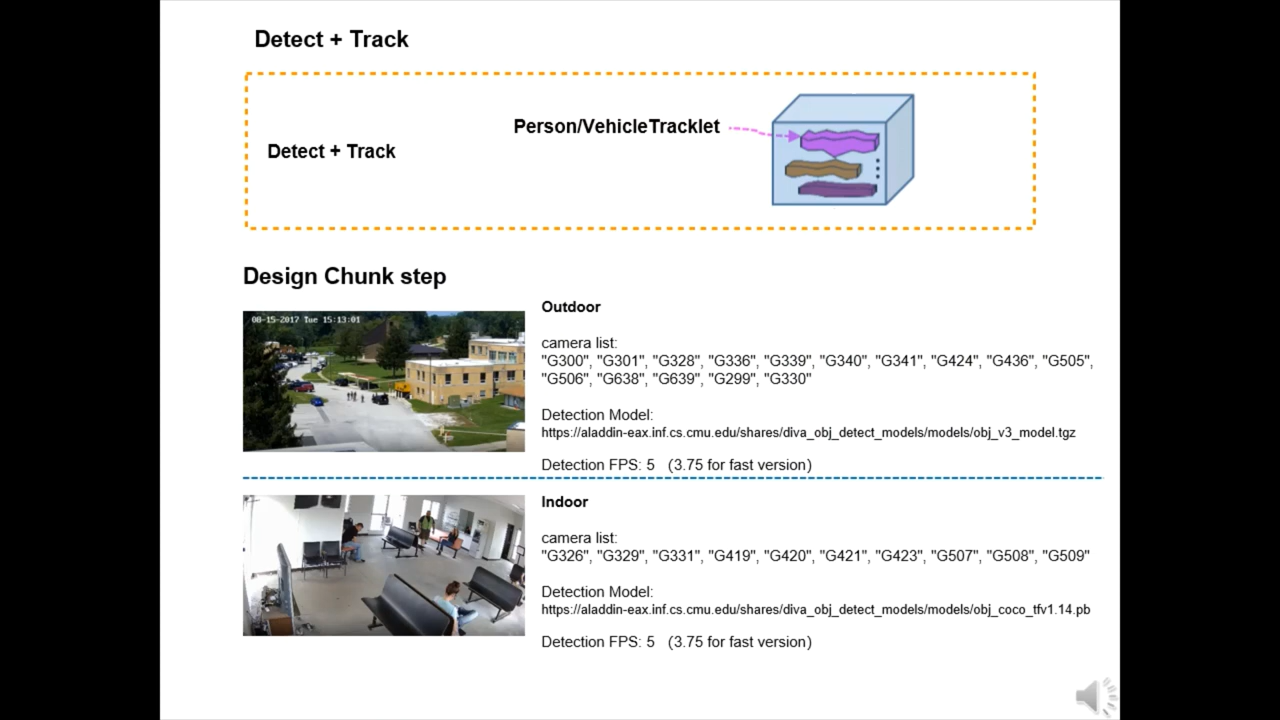 Detect + Track
Person/VehicleTracklet
Detect + Track
Design Chunk step
08-15-2017 Tue 15:13:01
Outdoor
camera list:
"G300", "G301", "G328", "G336", "G339", "G340", "G341", "G424", "G436", "G505",
"G506", "G638", "G639", "G299", "G330"
Detection Model:
https://aladdin-eax.inf.cs.cmu.edu/shares/diva_obj_detect_models/models/obj_v3_model.tgz
Detection FPS: 5 (3.75 for fast version)
Indoor
camera list:
"G326", "G329", "G331", "G419", "G420", "G421", "G423", "G507", "G508", "G509"
Detection Model:
https://aladdin-eax.inf.cs.cmu.edu/shares/diva_obj_detect_models/models/obj_coco_tfv1.14.pb
Detection FPS: 5 (3.75 for fast version)